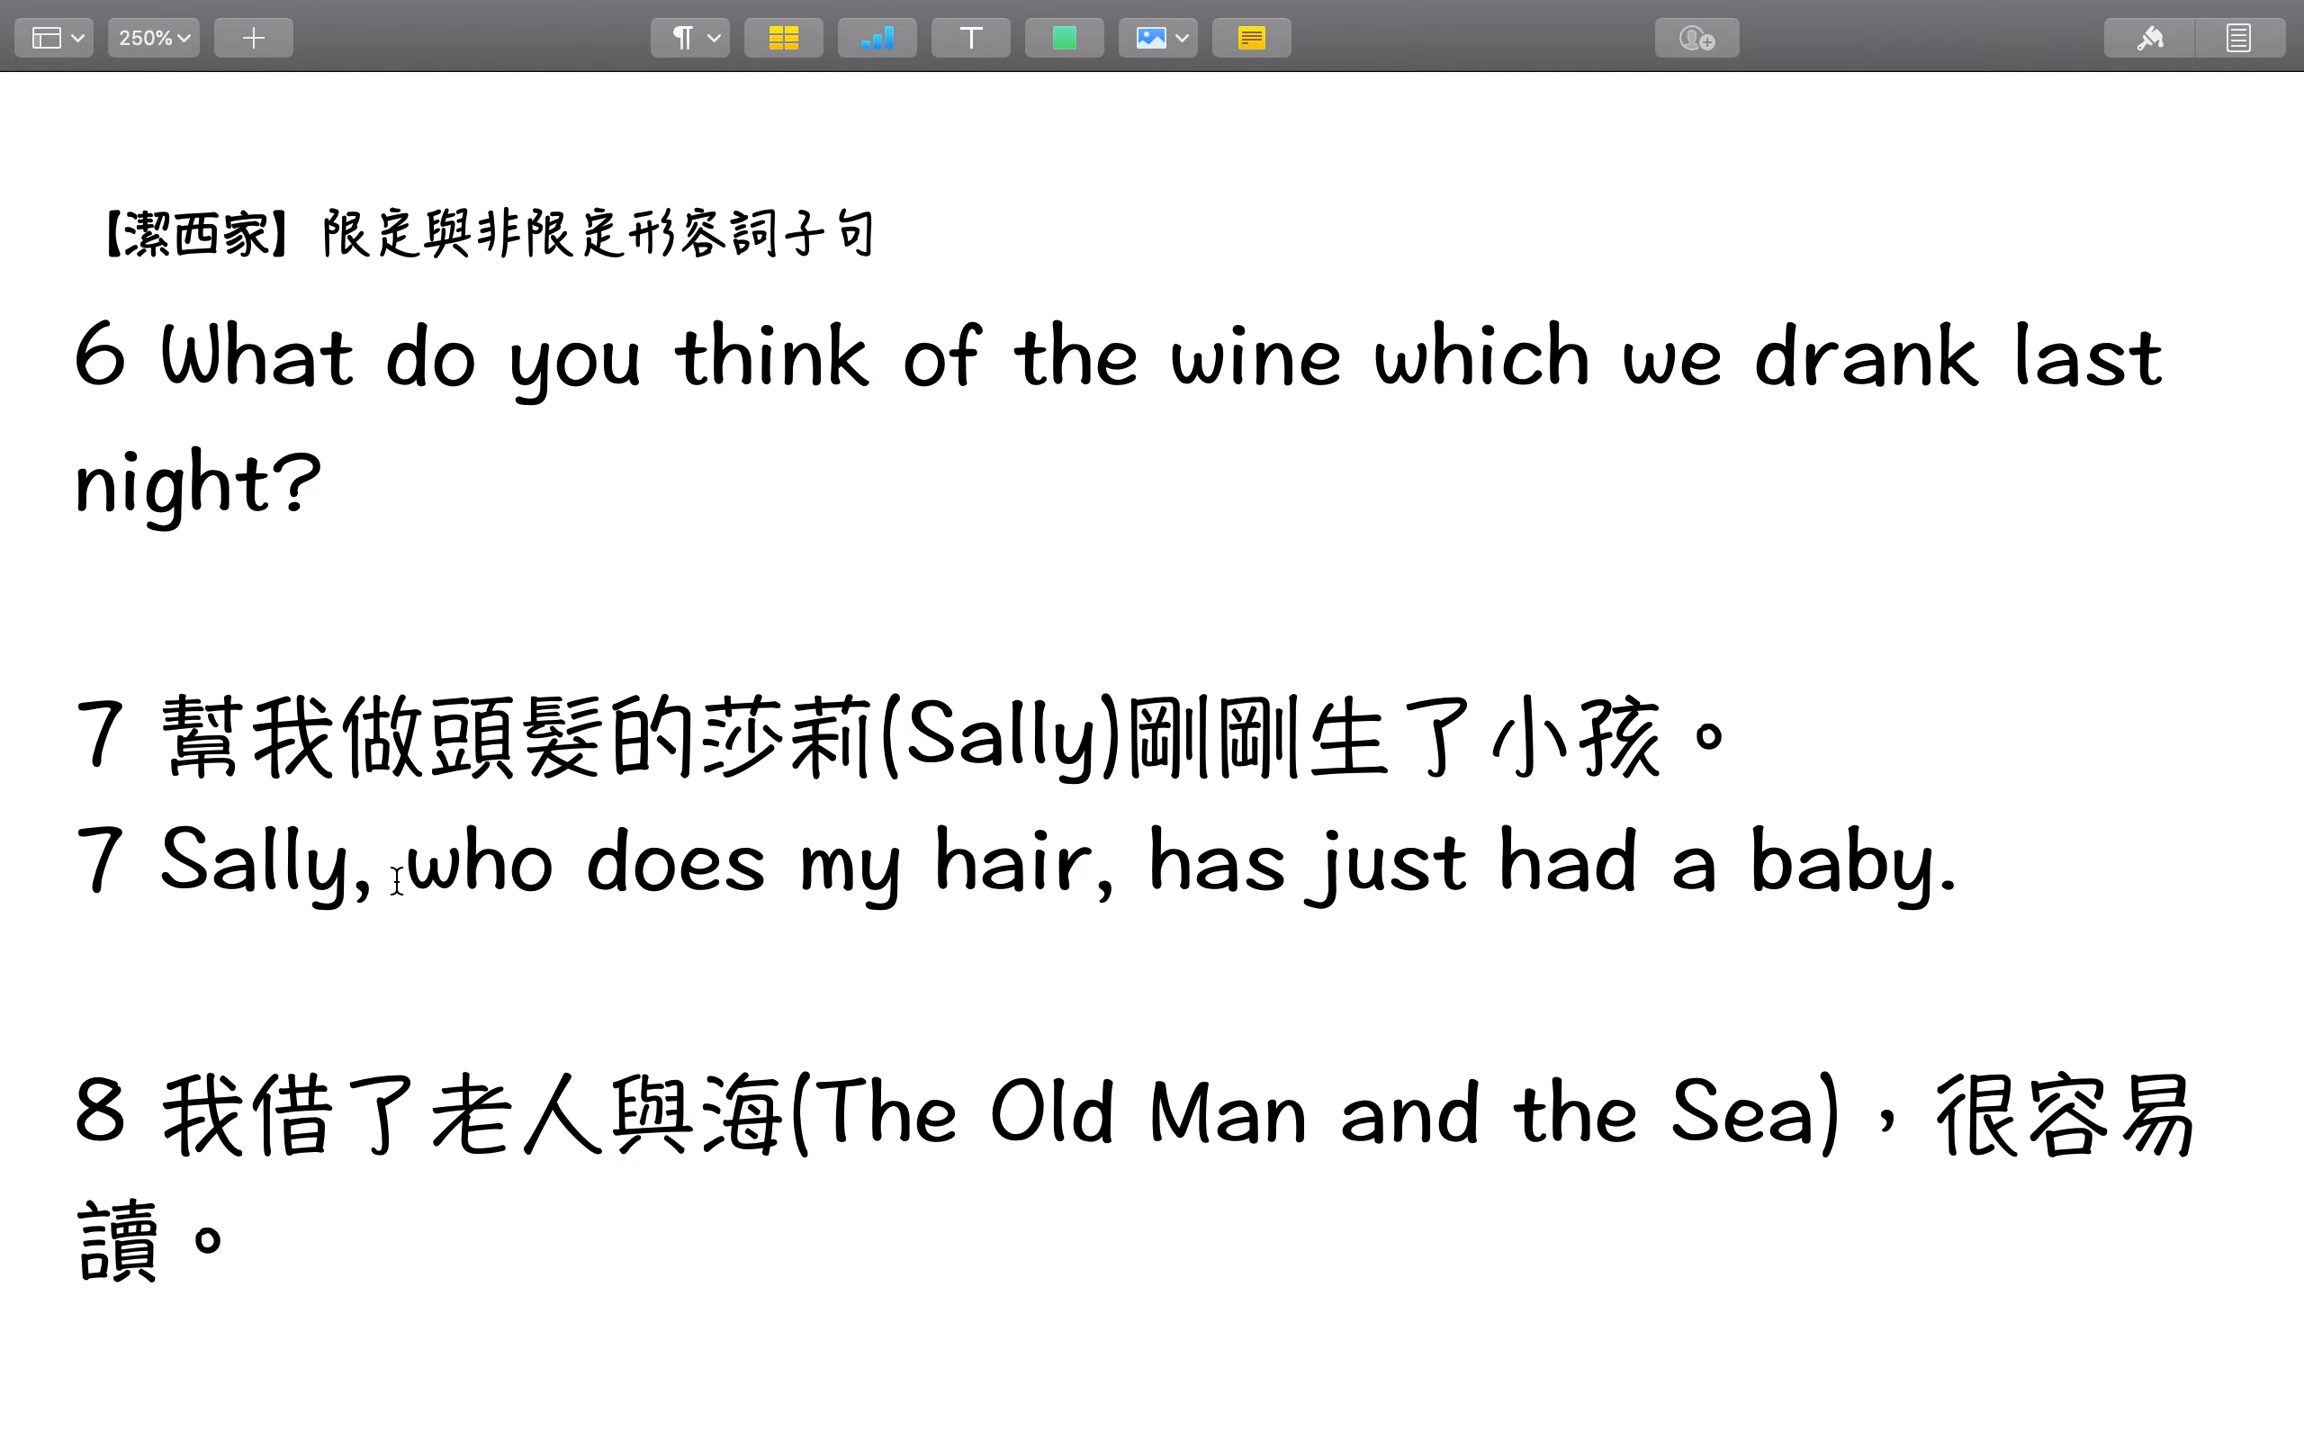 250%
【潔西家】限定與非限定形容詞子句
6 What do you think of the wine which we drank last
night?
7 幫我做頭髮的莎莉(Sally)剛剛生了小孩。
7 Sally, who does my hair, has just had a baby.
8 我借了老人與海(The Old Man and the Sea)，很容易
讀。